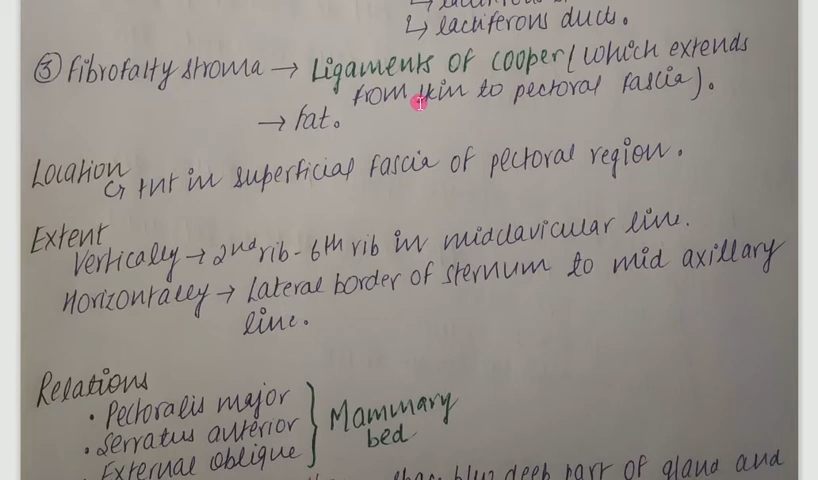 ↳ lactiferous ducts.
③ Fibrofatty stroma → Ligaments of cooper (which extends
from skin to pectoral fascia).
→ fat.
Location
↳ in superficial fascia of pectoral region.
Extent
Vertically → 2nd rib - 6th rib in midclavicular line.
Horizontally → Lateral border of sternum to mid axillary
line.
Relations
• Pectoralis major
• Serratus anterior } Mammary bed
• External oblique
deep part of gland and